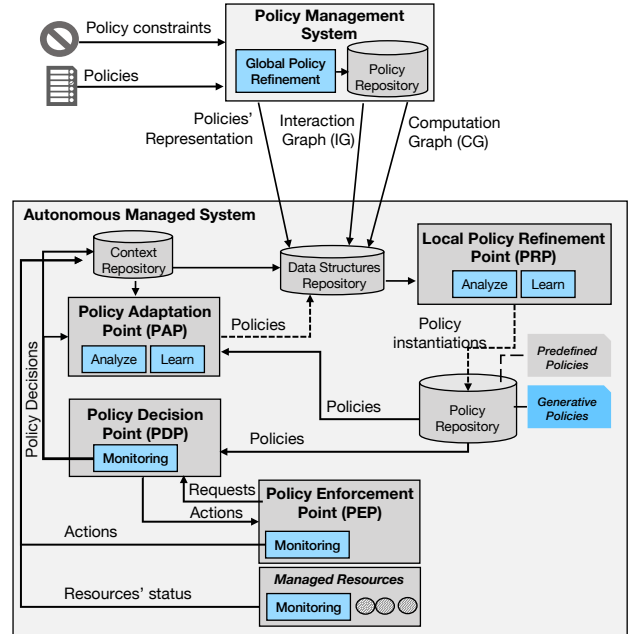 Policy constraints
Policies
Policy Management
System
Global Policy
Refinement
Policy
Repository
Policies'
Representation
Interaction
Graph (IG)
Computation
Graph (CG)
Autonomous Managed System
Context
Repository
Data Structures
Repository
Local Policy Refinement
Point (PRP)
Analyze
Learn
Policy Adaptation
Point (PAP)
Analyze
Learn
Policies
Policy
instantiations
Predefined
Policies
Generative
Policies
Policy
Repository
Policies
Policies
Policy Decisions
Policy Decision
Point (PDP)
Monitoring
Requests
Actions
Policy Enforcement
Point (PEP)
Monitoring
Actions
Managed Resources
Monitoring
Resources' status